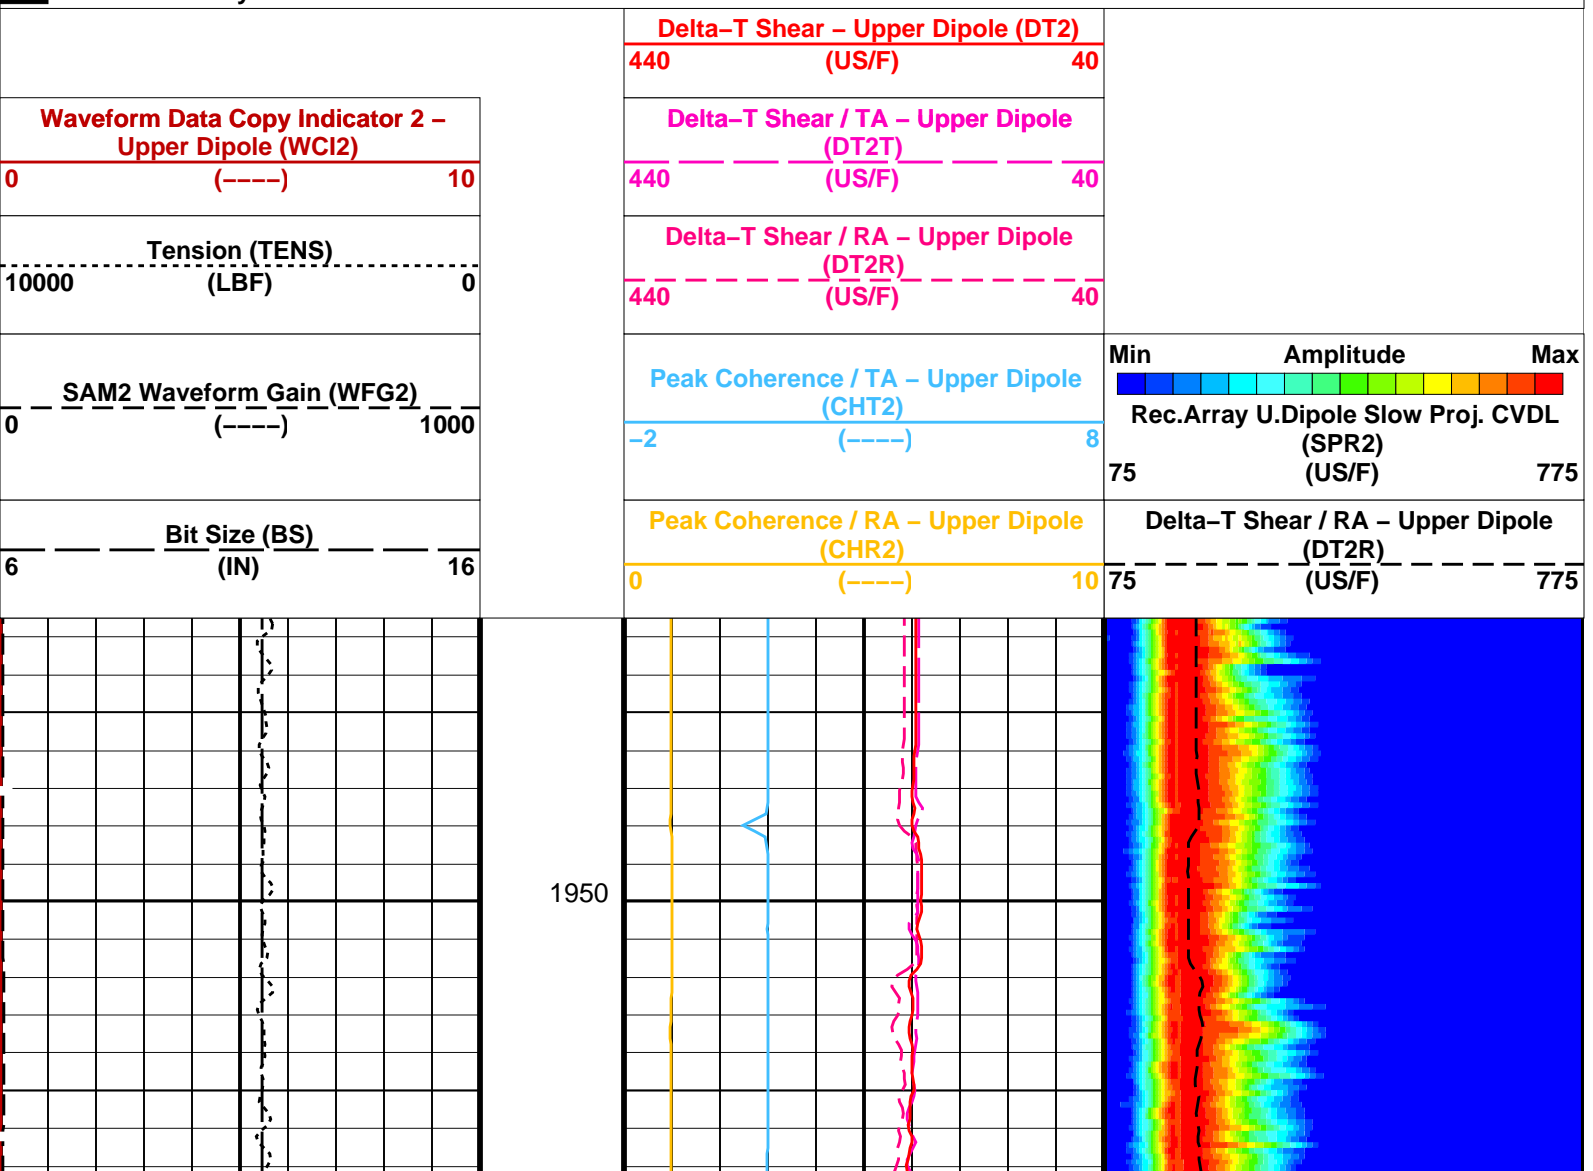 Delta–T Shear – Upper Dipole (DT2)
440 (US/F) 40
Waveform Data Copy Indicator 2 –
Upper Dipole (WCI2)
0 (––––) 10
Delta–T Shear / TA – Upper Dipole
(DT2T)
440 (US/F) 40
Tension (TENS)
10000 (LBF) 0
Delta–T Shear / RA – Upper Dipole
(DT2R)
440 (US/F) 40
SAM2 Waveform Gain (WFG2)
0 (––––) 1000
Peak Coherence / TA – Upper Dipole
(CHT2)
–2 (––––) 8
Min Amplitude Max
Rec.Array U.Dipole Slow Proj. CVDL
(SPR2)
75 (US/F) 775
Bit Size (BS)
6 (IN) 16
Peak Coherence / RA – Upper Dipole
(CHR2)
0 (––––) 10
Delta–T Shear / RA – Upper Dipole
(DT2R)
75 (US/F) 775
1950